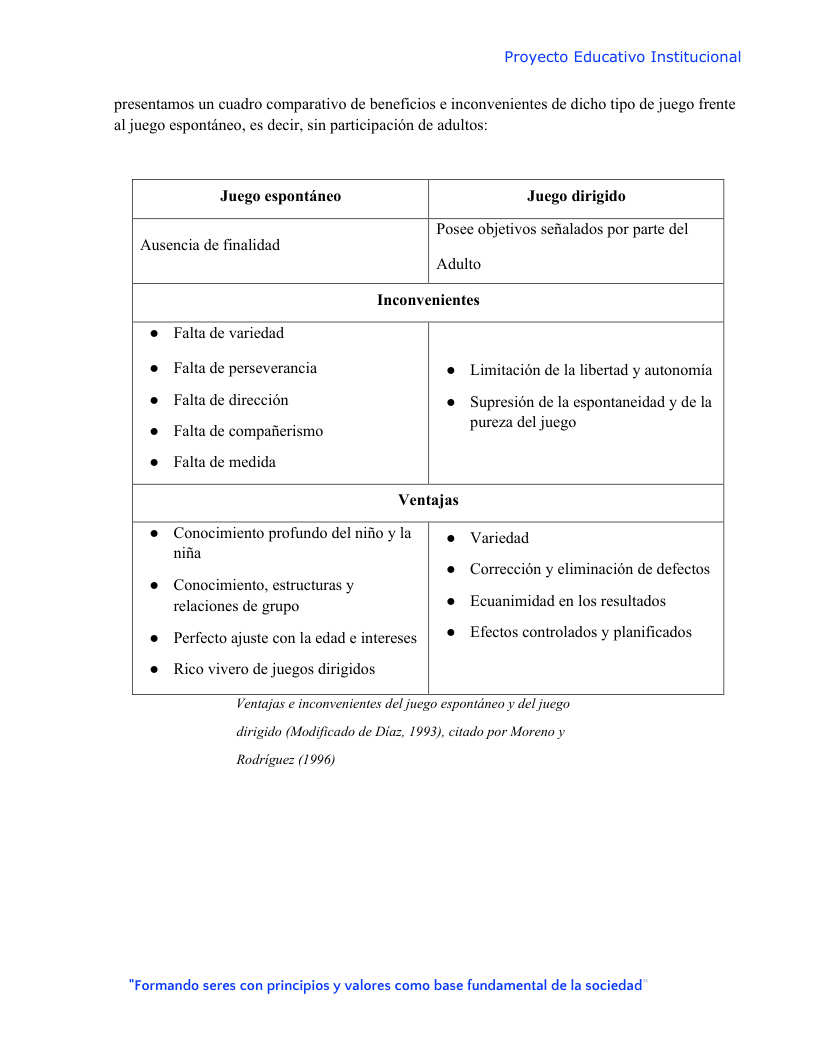 Proyecto Educativo Institucional
presentamos un cuadro comparativo de beneficios e inconvenientes de dicho tipo de juego frente
al juego espontáneo, es decir, sin participación de adultos:
Juego espontáneo
Juego dirigido
Ausencia de finalidad
Posee objetivos señalados por parte del
Adulto
Inconvenientes
● Falta de variedad
● Falta de perseverancia
● Falta de dirección
● Falta de compañerismo
● Falta de medida
● Limitación de la libertad y autonomía
● Supresión de la espontaneidad y de la
pureza del juego
Ventajas
● Conocimiento profundo del niño y la
niña
● Conocimiento, estructuras y
relaciones de grupo
● Perfecto ajuste con la edad e intereses
● Rico vivero de juegos dirigidos
● Variedad
● Corrección y eliminación de defectos
● Ecuanimidad en los resultados
● Efectos controlados y planificados
Ventajas e inconvenientes del juego espontáneo y del juego
dirigido (Modificado de Díaz, 1993), citado por Moreno y
Rodríguez (1996)
"Formando seres con principios y valores como base fundamental de la sociedad"